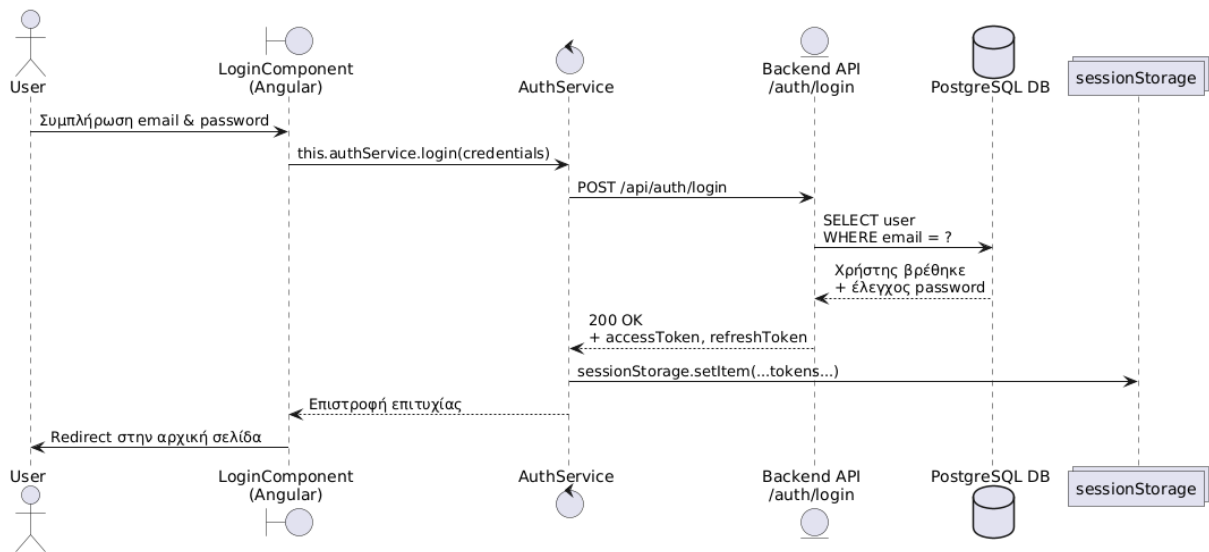 User
LoginComponent
(Angular)
AuthService
Backend API
/auth/login
PostgreSQL DB
sessionStorage
Συμπλήρωση email & password
this.authService.login(credentials)
POST /api/auth/login
SELECT user
WHERE email = ?
Χρήστης βρέθηκε
+ έλεγχος password
200 OK
+ accessToken, refreshToken
sessionStorage.setItem(...tokens...)
Επιστροφή επιτυχίας
Redirect στην αρχική σελίδα
User
LoginComponent
(Angular)
AuthService
Backend API
/auth/login
PostgreSQL DB
sessionStorage